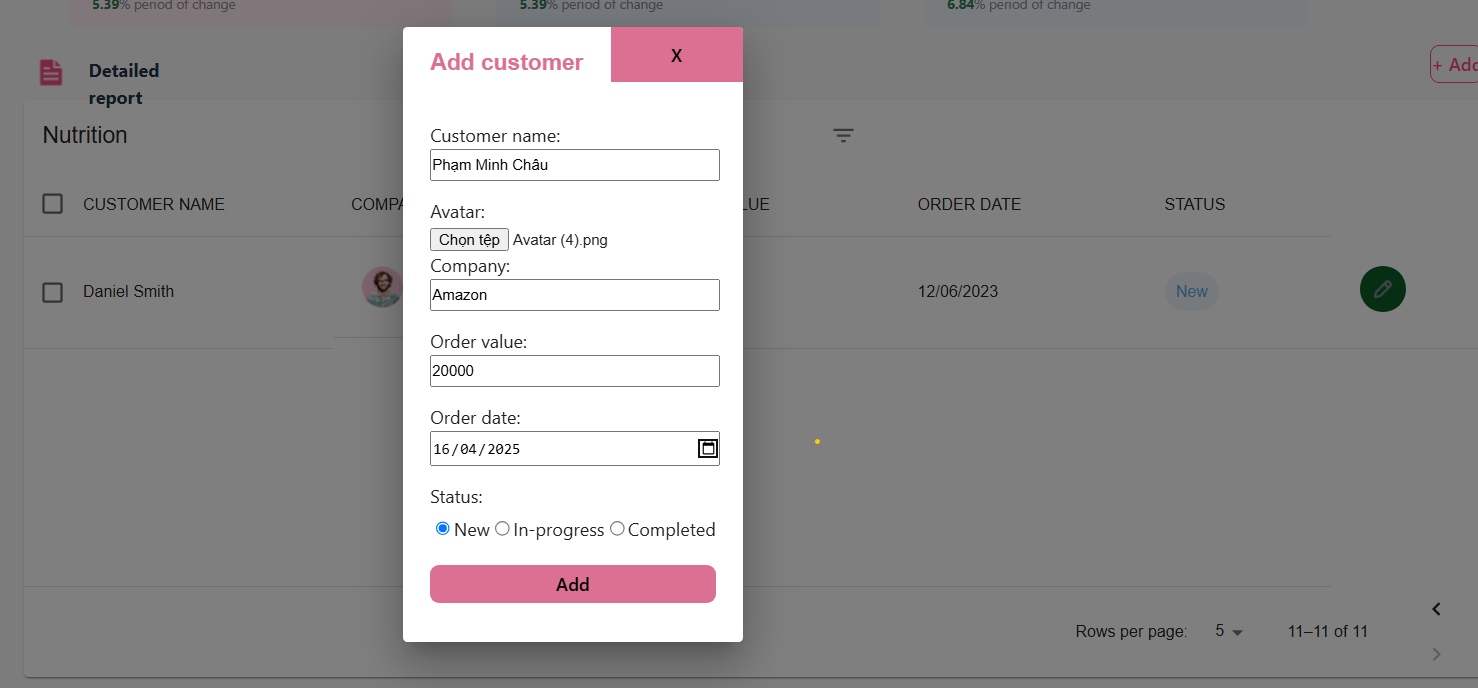 5.39% period of change
5.39% period of change
6.84% period of change
Add customer
X
Detailed
report
+ Add
Nutrition
Customer name:
Phạm Minh Châu
CUSTOMER NAME
ORDER DATE
STATUS
Avatar:
Chọn tệp Avatar (4).png
Company:
Amazon
Daniel Smith
12/06/2023
New
Order value:
20000
Order date:
16/04/2025
Status:
New In-progress Completed
Add
Rows per page: 5 11–11 of 11